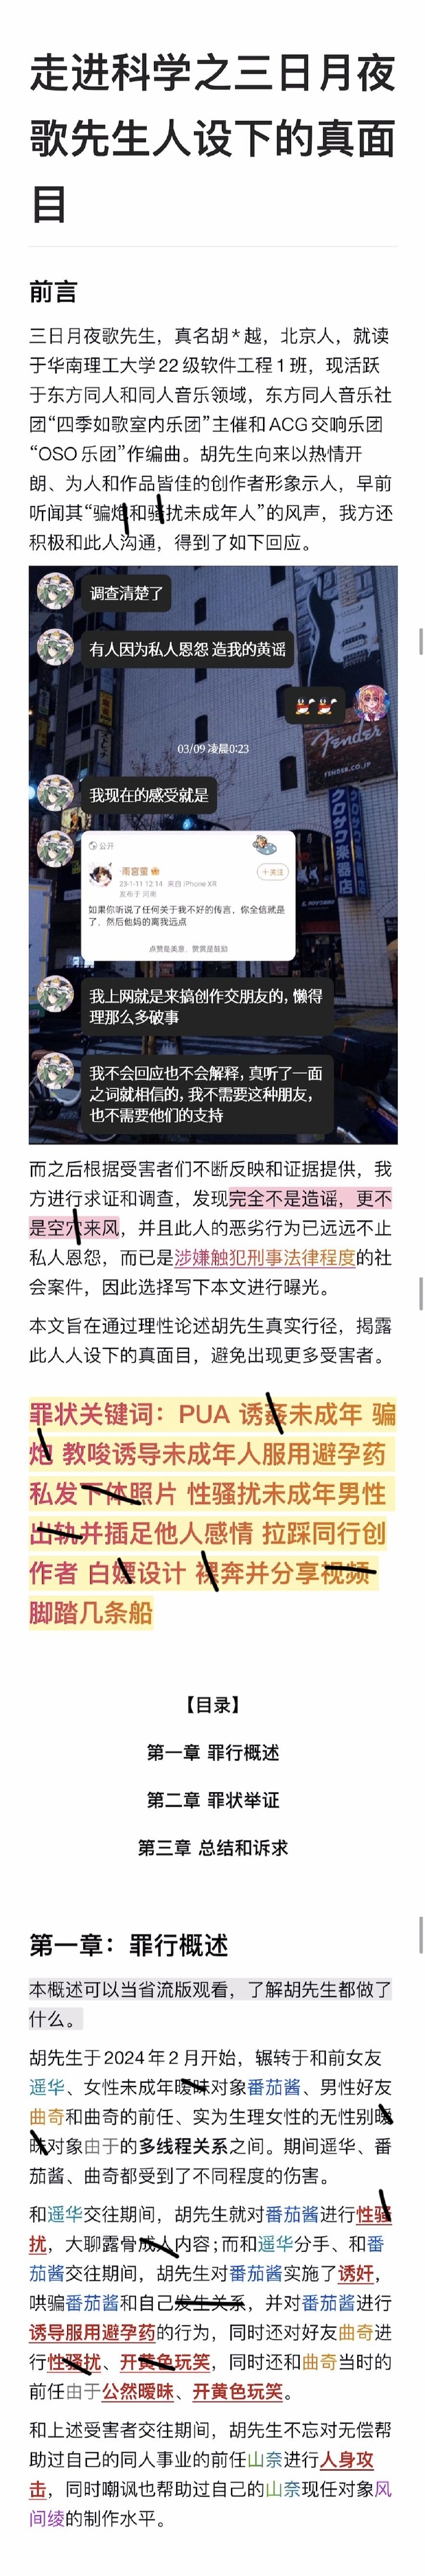 走进科学之三日月夜
歌先生人设下的真面
目
前言
三日月夜歌先生，真名胡*越，北京人，就读
于华南理工大学22级软件工程1班，现活跃
于东方同人和同人音乐领域，东方同人音乐社
团“四季如歌室内乐团”主催和ACG交响乐团
“OSO乐团”作编曲。胡先生向来以热情开
朗、为人和作品皆佳的创作者形象示人，早前
听闻其“骗炮和骚扰未成年人”的风声，我方还
积极和此人沟通，得到了如下回应。
调查清楚了
有人因为私人恩怨 造我的黄谣
Fender
FENDER.CO.JP
クロサワ楽器店
03/09 凌晨0:23
我现在的感受就是
公开
·雨宫萤
+关注
23-1-11 12:14 来自 iPhone XR
发布于 河南
如果你听说了任何关于我不好的传言，你全信就是
了，然后他妈的离我远点
点赞是美意，赞赏是鼓励
我上网就是来搞创作交朋友的，懒得
理那么多破事
我不会回应也不会解释，真听了一面
之词就相信的，我不需要这种朋友，
也不需要他们的支持
而之后根据受害者们不断反映和证据提供，我
方进行求证和调查，发现完全不是造谣，更不
是空穴来风，并且此人的恶劣行为已远远不止
私人恩怨，而已是涉嫌触犯刑事法律程度的社
会案件，因此选择写下本文进行曝光。
本文旨在通过理性论述胡先生真实行径，揭露
此人人设下的真面目，避免出现更多受害者。
罪状关键词：PUA 诱奸未成年 骗
炮 教唆诱导未成年人服用避孕药
私发下体照片 性骚扰未成年男性
出轨并插足他人感情 拉踩同行创
作者 白嫖设计 裸奔并分享视频
脚踏几条船
【目录】
第一章 罪行概述
第二章 罪状举证
第三章 总结和诉求
第一章：罪行概述
本概述可以当省流版观看，了解胡先生都做了
什么。
胡先生于2024年2月开始，辗转于和前女友
遥华、女性未成年暧昧对象番茄酱、男性好友
曲奇和曲奇的前任、实为生理女性的无性别暧
昧对象由于的多线程关系之间。期间遥华、番
茄酱、曲奇都受到了不同程度的伤害。
和遥华交往期间，胡先生就对番茄酱进行性骚
扰，大聊露骨成人内容；而和遥华分手、和番
茄酱交往期间，胡先生对番茄酱实施了诱奸，
哄骗番茄酱和自己发生关系，并对番茄酱进行
诱导服用避孕药的行为，同时还对好友曲奇进
行性骚扰、开黄色玩笑，同时还和曲奇当时的
前任由于公然暧昧、开黄色玩笑。
和上述受害者交往期间，胡先生不忘对无偿帮
助过自己的同人事业的前任山奈进行人身攻
击，同时嘲讽也帮助过自己的山奈现任对象风
间绫的制作水平。